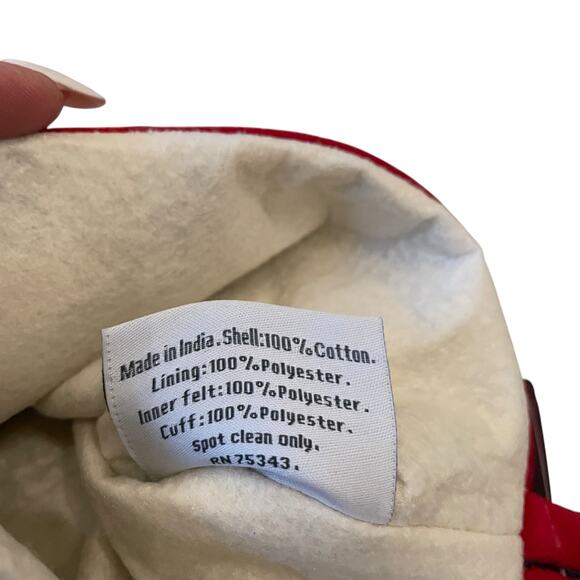 Made in India. Shell:100%Cotton.
Lining:100%Polyester.
Inner felt:100%Polyester.
Cuff:100%Polyester.
Spot clean only.
RN 75343.